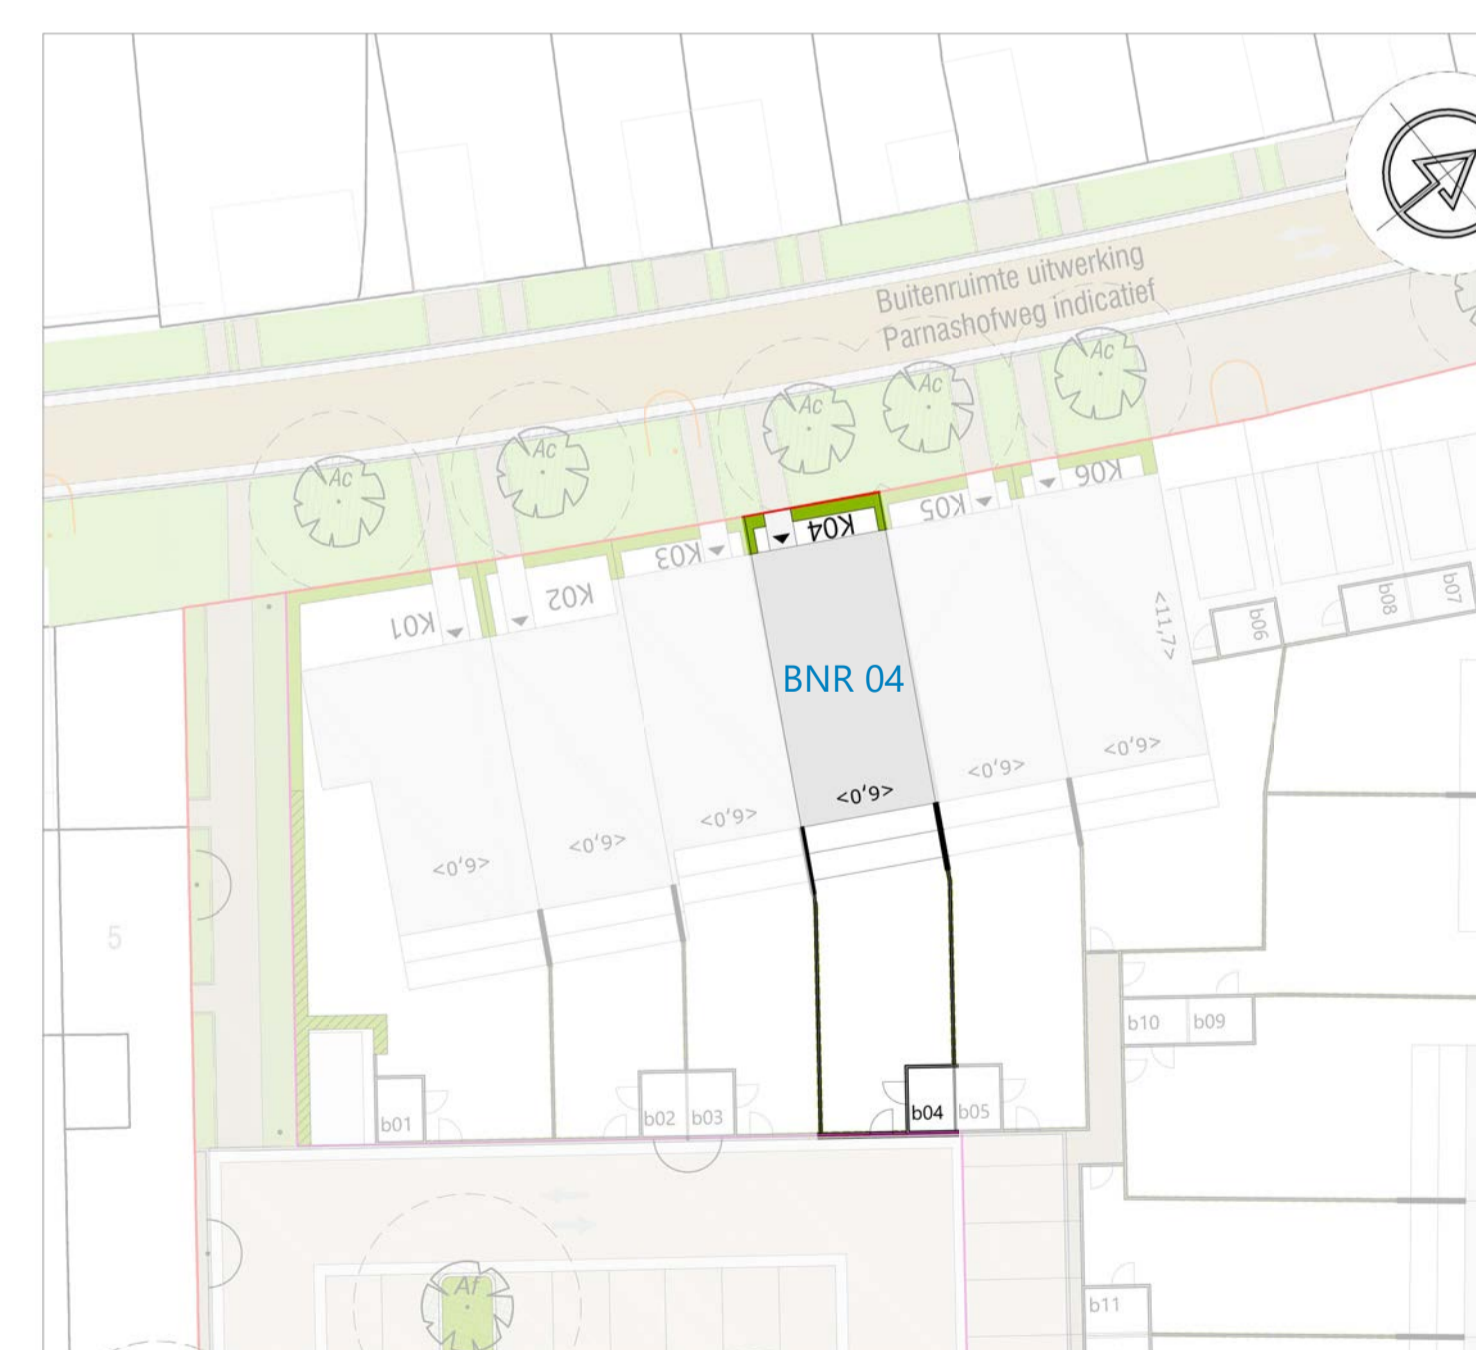 Buitenruimte uitwerking
Parnashofweg indicatief
Ac
Ac
Ac
Ac
Ac
K06
K05
K04
K03
K02
K01
<11,7>
b06
b08
b07
BNR 04
<6,0>
<6,0>
<6,0>
<6,0>
<6,0>
<6,0>
5
b10
b09
b01
b02
b03
b04
b05
Af
b11